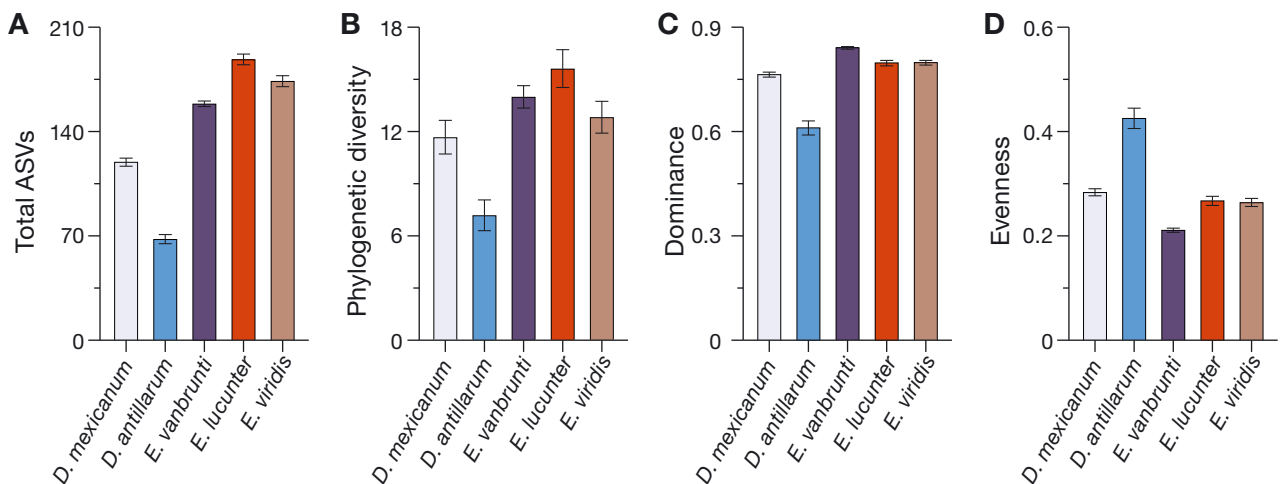 A
Total ASVs
210
140
70
0
D. mexicanum
D. antillarum
E. vanbrunti
E. lucunter
E. viridis
B
Phylogenetic diversity
18
12
6
0
D. mexicanum
D. antillarum
E. vanbrunti
E. lucunter
E. viridis
C
Dominance
0.9
0.6
0.3
0
D. mexicanum
D. antillarum
E. vanbrunti
E. lucunter
E. viridis
D
Evenness
0.6
0.4
0.2
0
D. mexicanum
D. antillarum
E. vanbrunti
E. lucunter
E. viridis